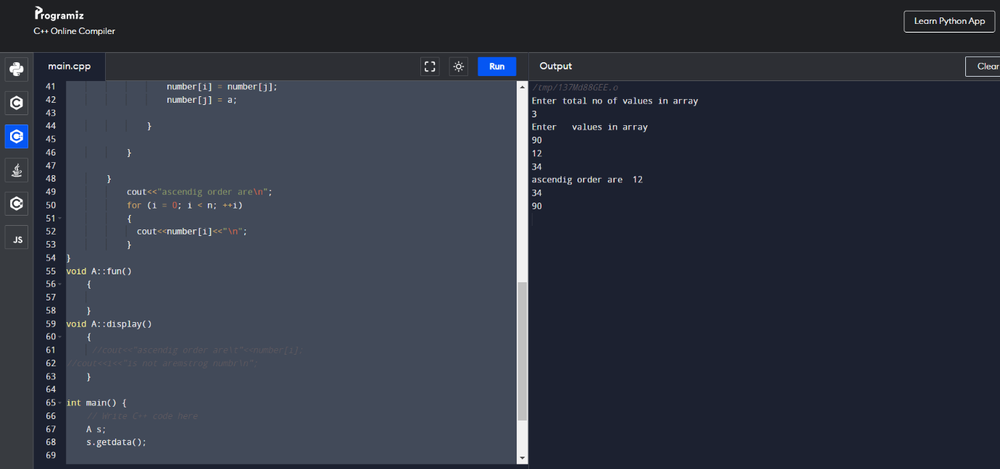 Programiz
C++ Online Compiler
Learn Python App
main.cpp
Run
Output
Clear
JS
41 number[i] = number[j];
42 number[j] = a;
43
44 }
45
46 }
47
48 }
49 cout<<"ascendig order are\n";
50 for (i = 0; i < n; ++i)
51 {
52 cout<<number[i]<<"\n";
53 }
54 }
55 void A::fun()
56 {
57
58 }
59 void A::display()
60 {
61 //cout<<"ascendig order are\t"<<number[i];
62 //cout<<i<<"is not aremstrog numbr\n";
63 }
64
65 int main() {
66 // Write C++ code here
67 A s;
68 s.getdata();
69
/tmp/137Md88GEE.o
Enter total no of values in array
3
Enter   values in array
90
12
34
ascendig order are  12
34
90